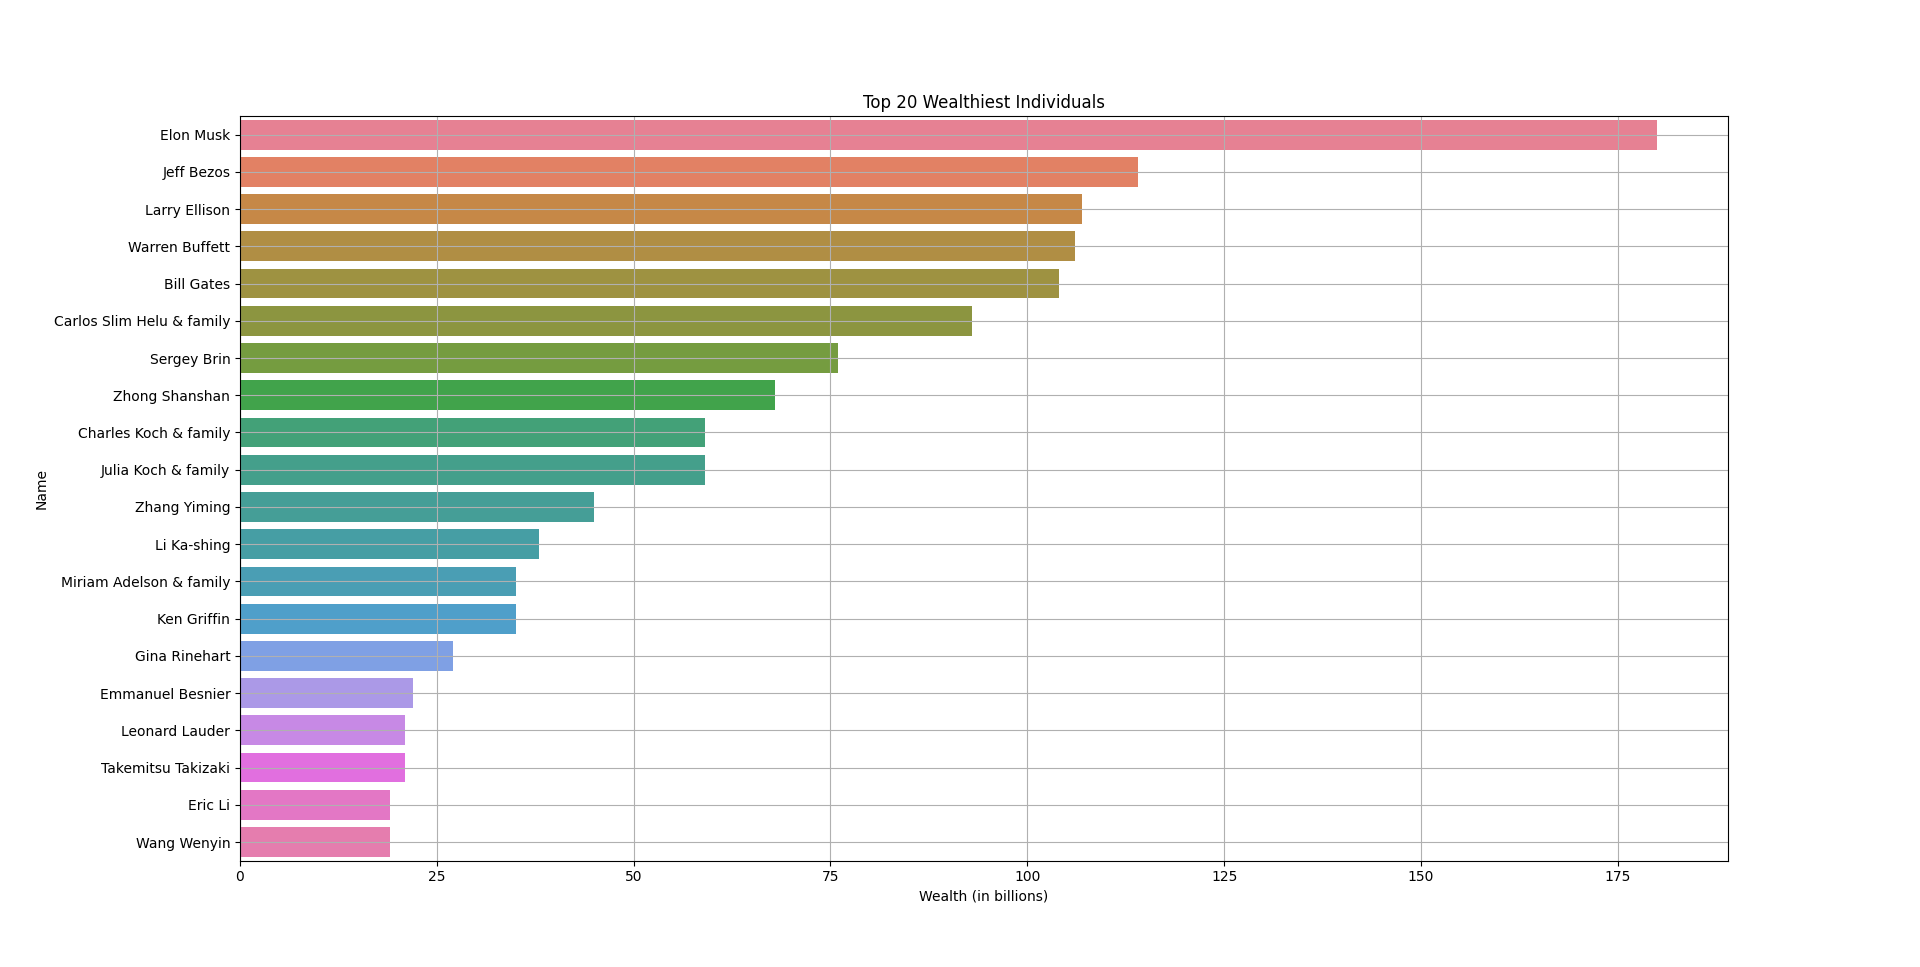 Top 20 Wealthiest Individuals
Name
Elon Musk
Jeff Bezos
Larry Ellison
Warren Buffett
Bill Gates
Carlos Slim Helu & family
Sergey Brin
Zhong Shanshan
Charles Koch & family
Julia Koch & family
Zhang Yiming
Li Ka-shing
Miriam Adelson & family
Ken Griffin
Gina Rinehart
Emmanuel Besnier
Leonard Lauder
Takemitsu Takizaki
Eric Li
Wang Wenyin
0 25 50 75 100 125 150 175
Wealth (in billions)